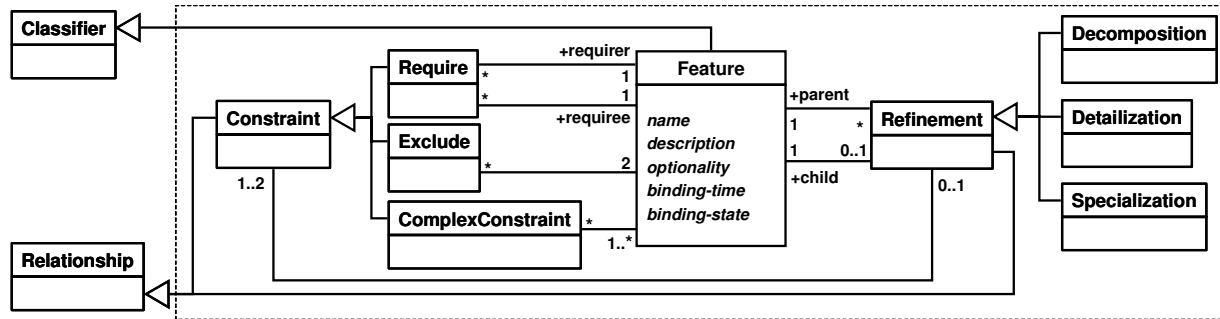 Classifier
Decomposition
+requirer
Require
Feature
*
1
*
1
+parent
+requiree
Constraint
name
1
*
Refinement
Detailization
description
Exclude
1
0..1
optionality
*
2
+child
1..2
binding-time
0..1
Specialization
binding-state
ComplexConstraint
*
1..*
Relationship